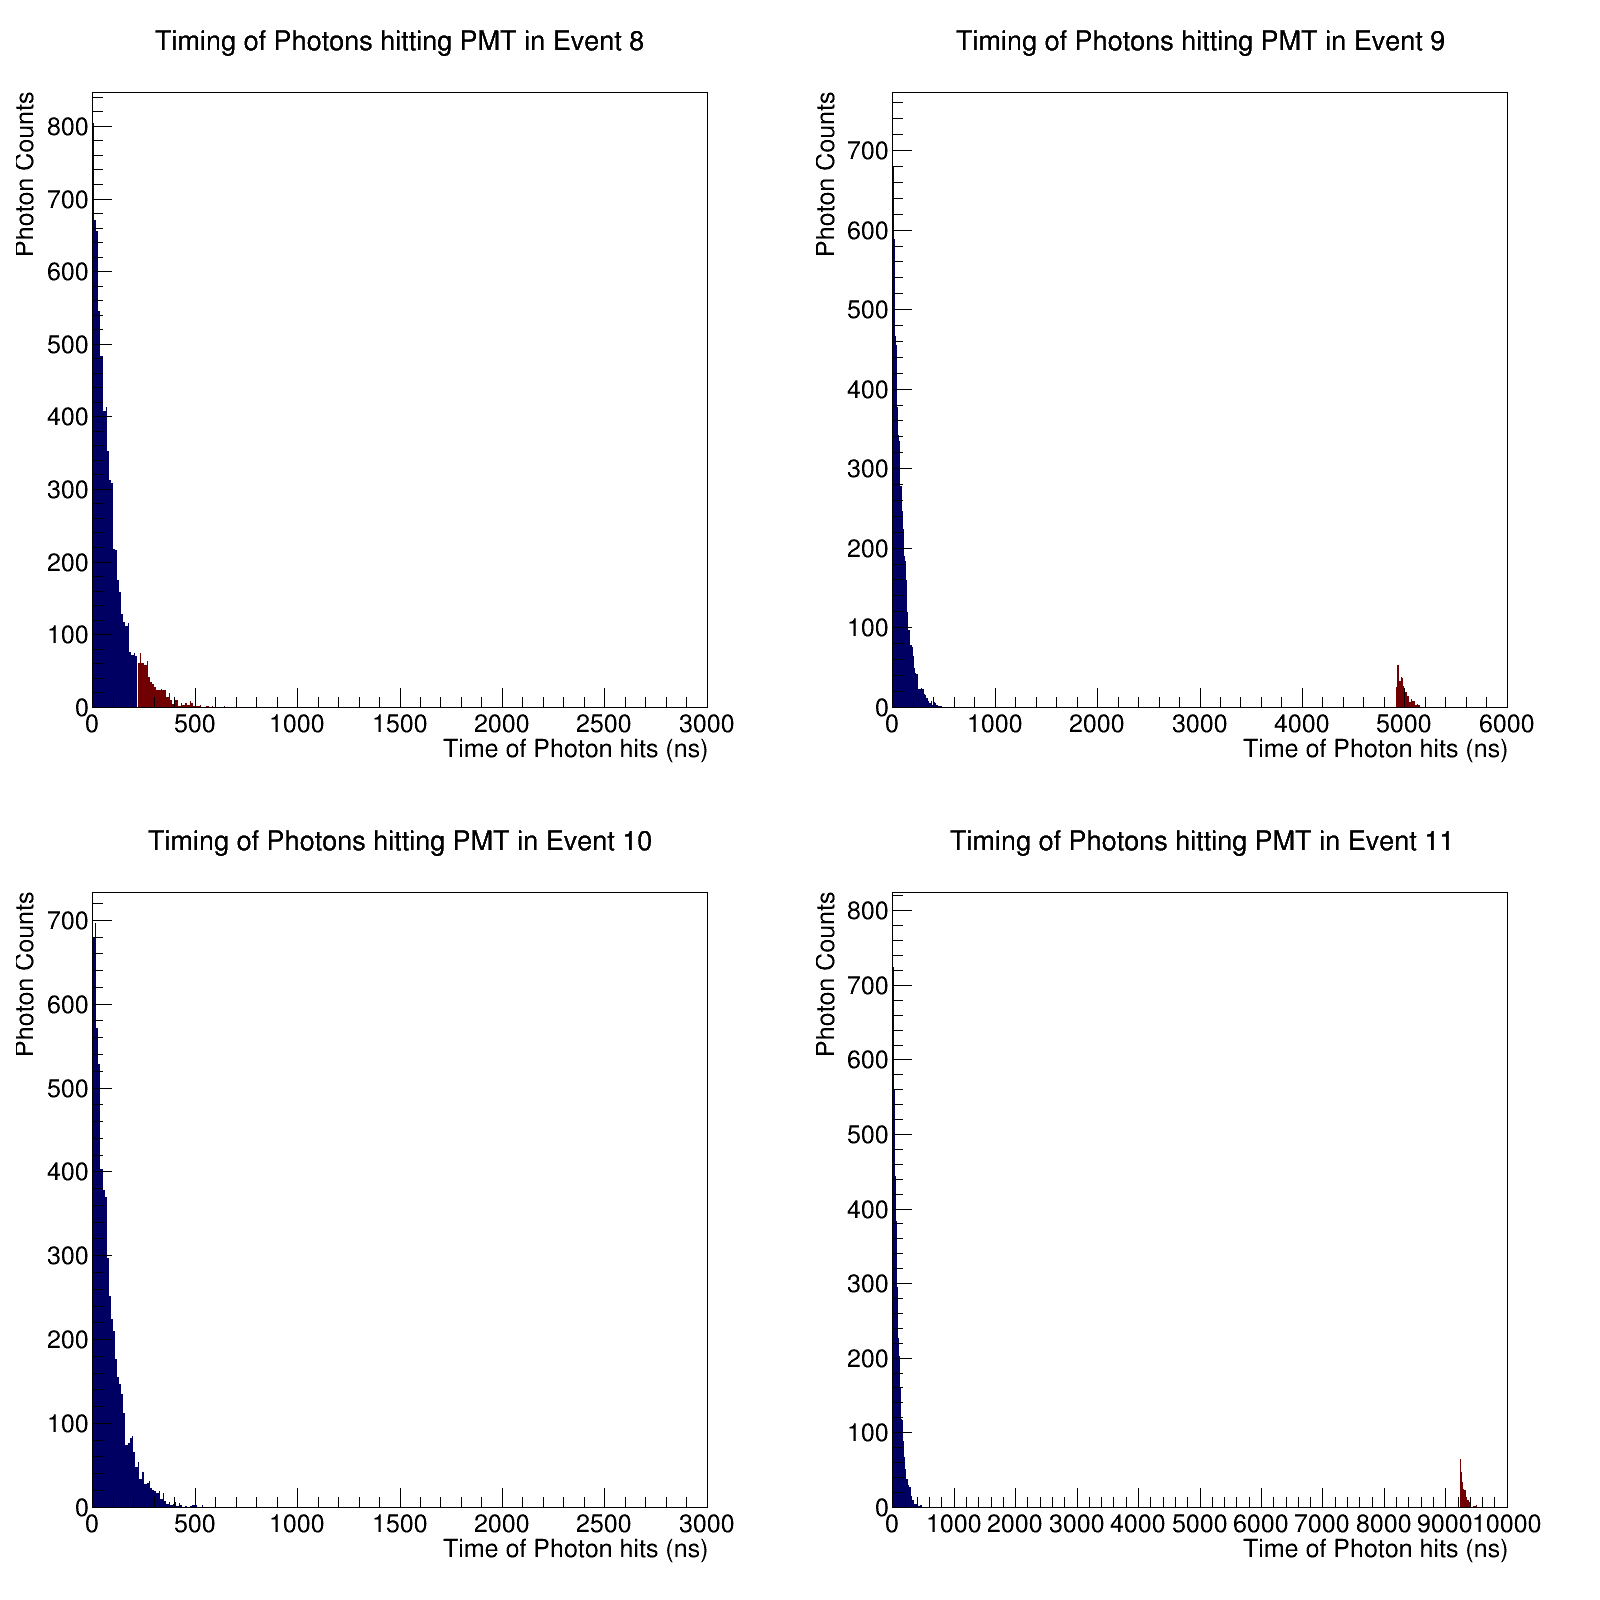 Timing of Photons hitting PMT in Event 8
Photon Counts
800
700
600
500
400
300
200
100
0
0 500 1000 1500 2000 2500 3000
Time of Photon hits (ns)
Timing of Photons hitting PMT in Event 9
Photon Counts
700
600
500
400
300
200
100
0
0 1000 2000 3000 4000 5000 6000
Time of Photon hits (ns)
Timing of Photons hitting PMT in Event 10
Photon Counts
700
600
500
400
300
200
100
0
0 500 1000 1500 2000 2500 3000
Time of Photon hits (ns)
Timing of Photons hitting PMT in Event 11
Photon Counts
800
700
600
500
400
300
200
100
0
0 1000 2000 3000 4000 5000 6000 7000 8000 9000 10000
Time of Photon hits (ns)